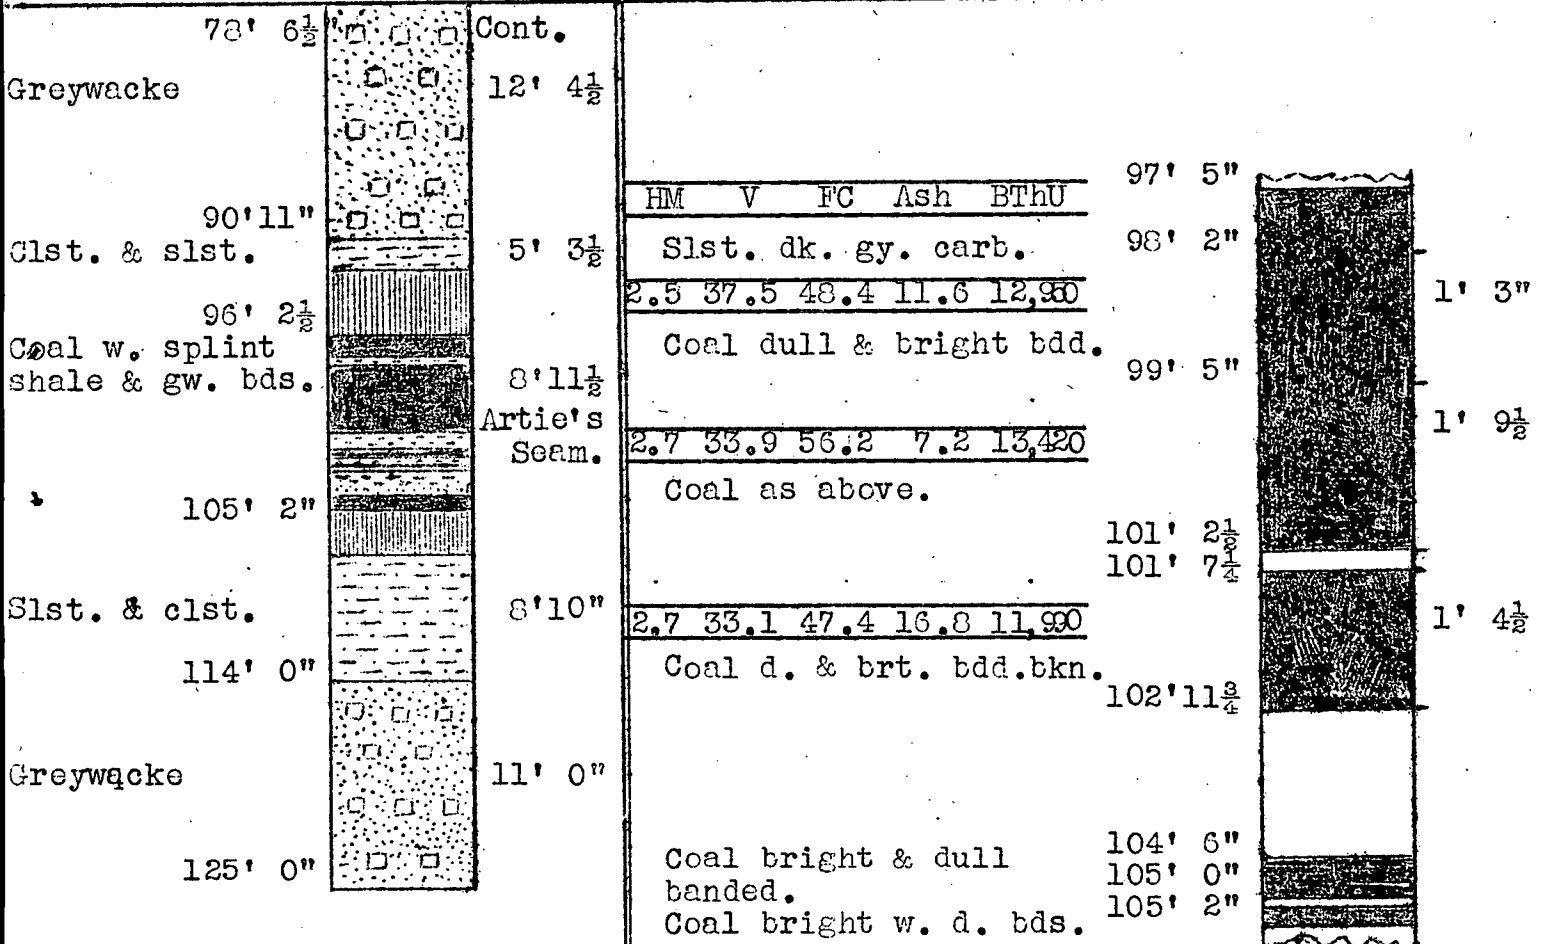 78' 6½" Cont.
Greywacke 12' 4½
90'11"
Clst. & slst. 5' 3½
96' 2½
Coal w. splint
shale & gw. bds. 8'11½
Artie's
Seam.
105' 2"
Slst. & clst. 8'10"
114' 0"
Greywacke 11' 0"
125' 0"
97' 5"
HM V FC Ash BThU
Slst. dk. gy. carb. 98' 2"
2.5 37.5 48.4 11.6 1' 3"
Coal dull & bright bdd.
99' 5"
1' 9½
2.7 33.9 56.2 7.2 13,420
Coal as above.
101' 2½
101' 7¼
2.7 33.1 47.4 16.8 11,990 1' 4½
Coal d. & brt. bdd.bkn.
102'11¾
104' 6"
Coal bright & dull 105' 0"
banded. 105' 2"
Coal bright w. d. bds.